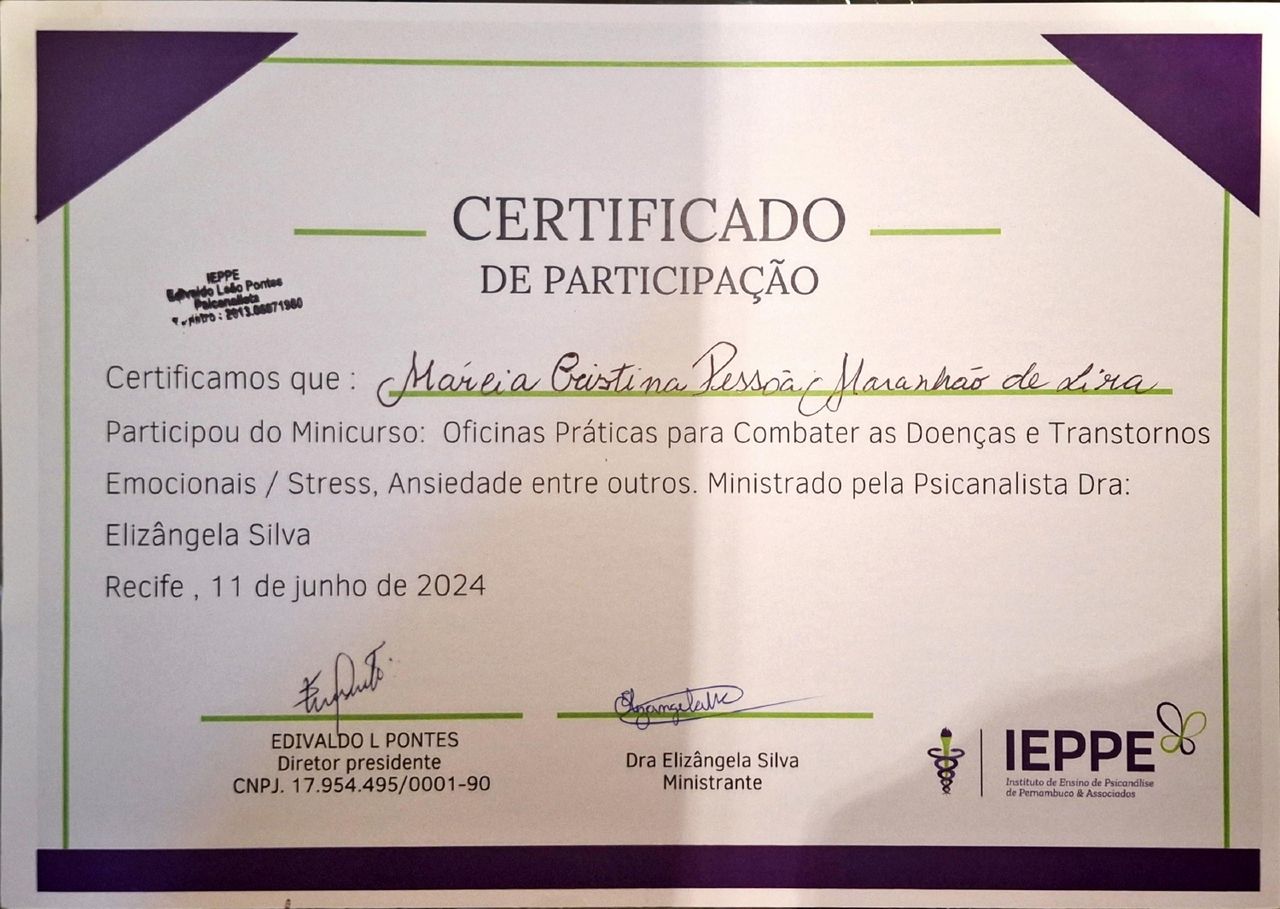 CERTIFICADO
DE PARTICIPAÇÃO
IEPPE
Edivaldo Leão Pontes
Psicanalista
: 2013.06671980
Certificamos que : Márcia Cristina Pessôa Maranhão de Lira
Participou do Minicurso: Oficinas Práticas para Combater as Doenças e Transtornos
Emocionais / Stress, Ansiedade entre outros. Ministrado pela Psicanalista Dra:
Elizângela Silva
Recife , 11 de junho de 2024
EDIVALDO L PONTES
Diretor presidente
CNPJ. 17.954.495/0001-90
Dra Elizângela Silva
Ministrante
IEPPE
Instituto de Ensino de Psicanálise
de Pernambuco & Associados